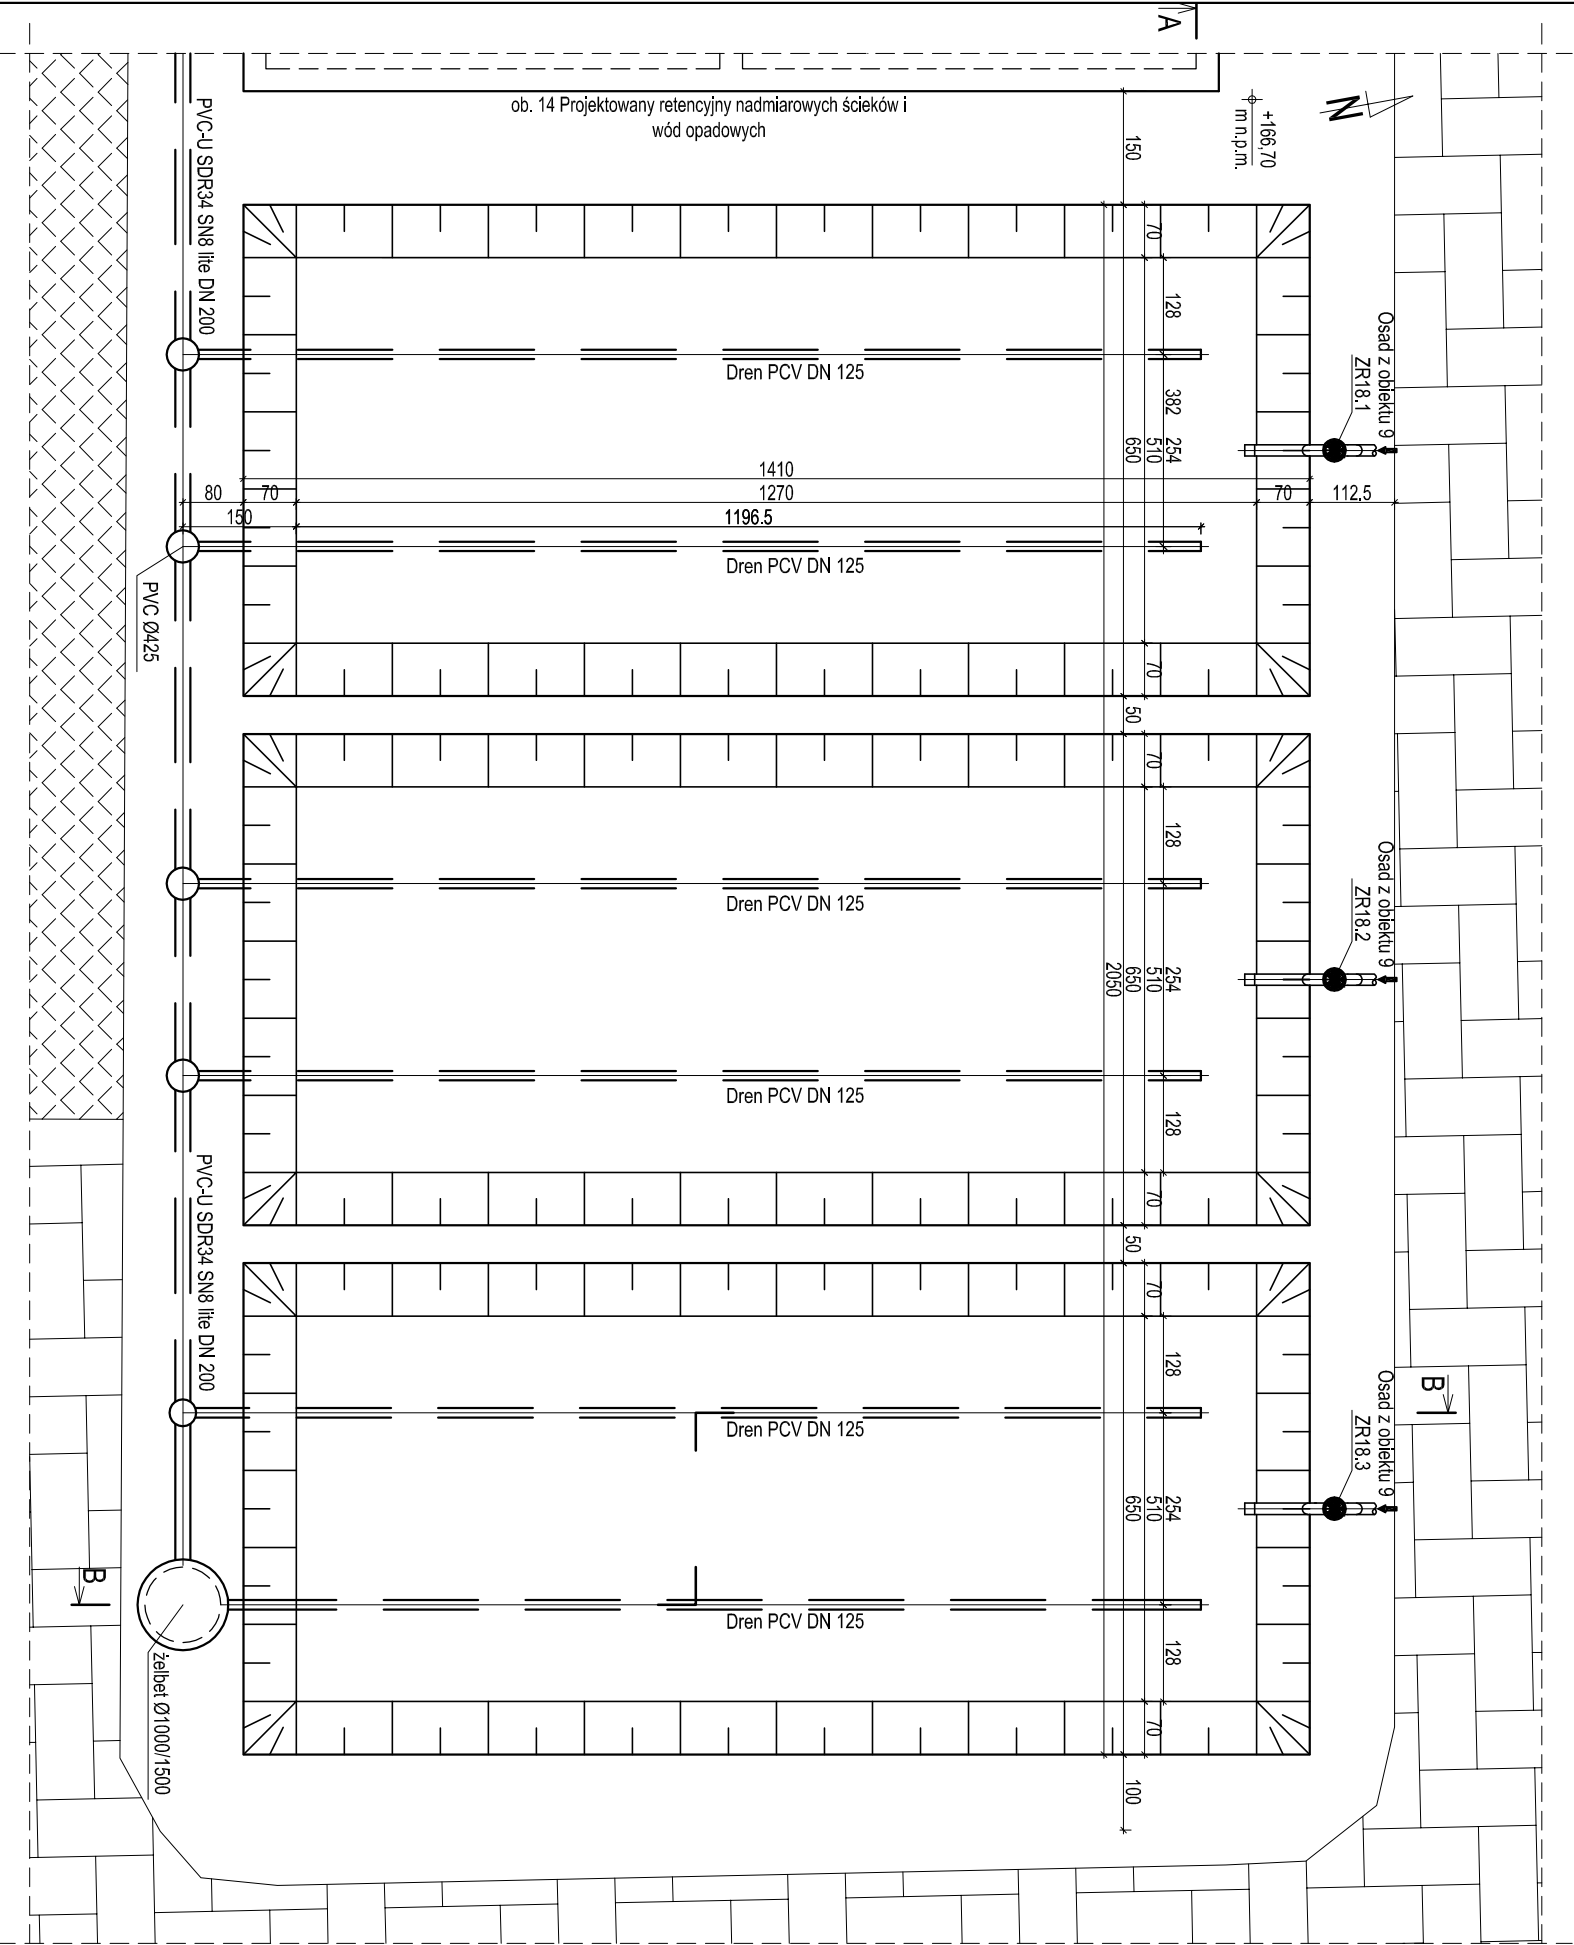 A
ob. 14 Projektowany retencyjny nadmiarowych ścieków i
wód opadowych
N
+166,70
m n.p.m.
150
PVC-U SDR34 SN8 lite DN 200
70
128
Osad z obiektu 9
ZR18.1
Dren PCV DN 125
382
254
510
650
1410
80
70
1270
70
112.5
150
1196.5
Dren PCV DN 125
PVC Ø425
70
50
70
128
Osad z obiektu 9
ZR18.2
Dren PCV DN 125
254
510
650
2050
Dren PCV DN 125
128
70
50
PVC-U SDR34 SN8 lite DN 200
70
128
Osad z obiektu 9
ZR18.3
B
Dren PCV DN 125
254
510
650
B
Dren PCV DN 125
128
żelbet Ø1000/1500
70
100